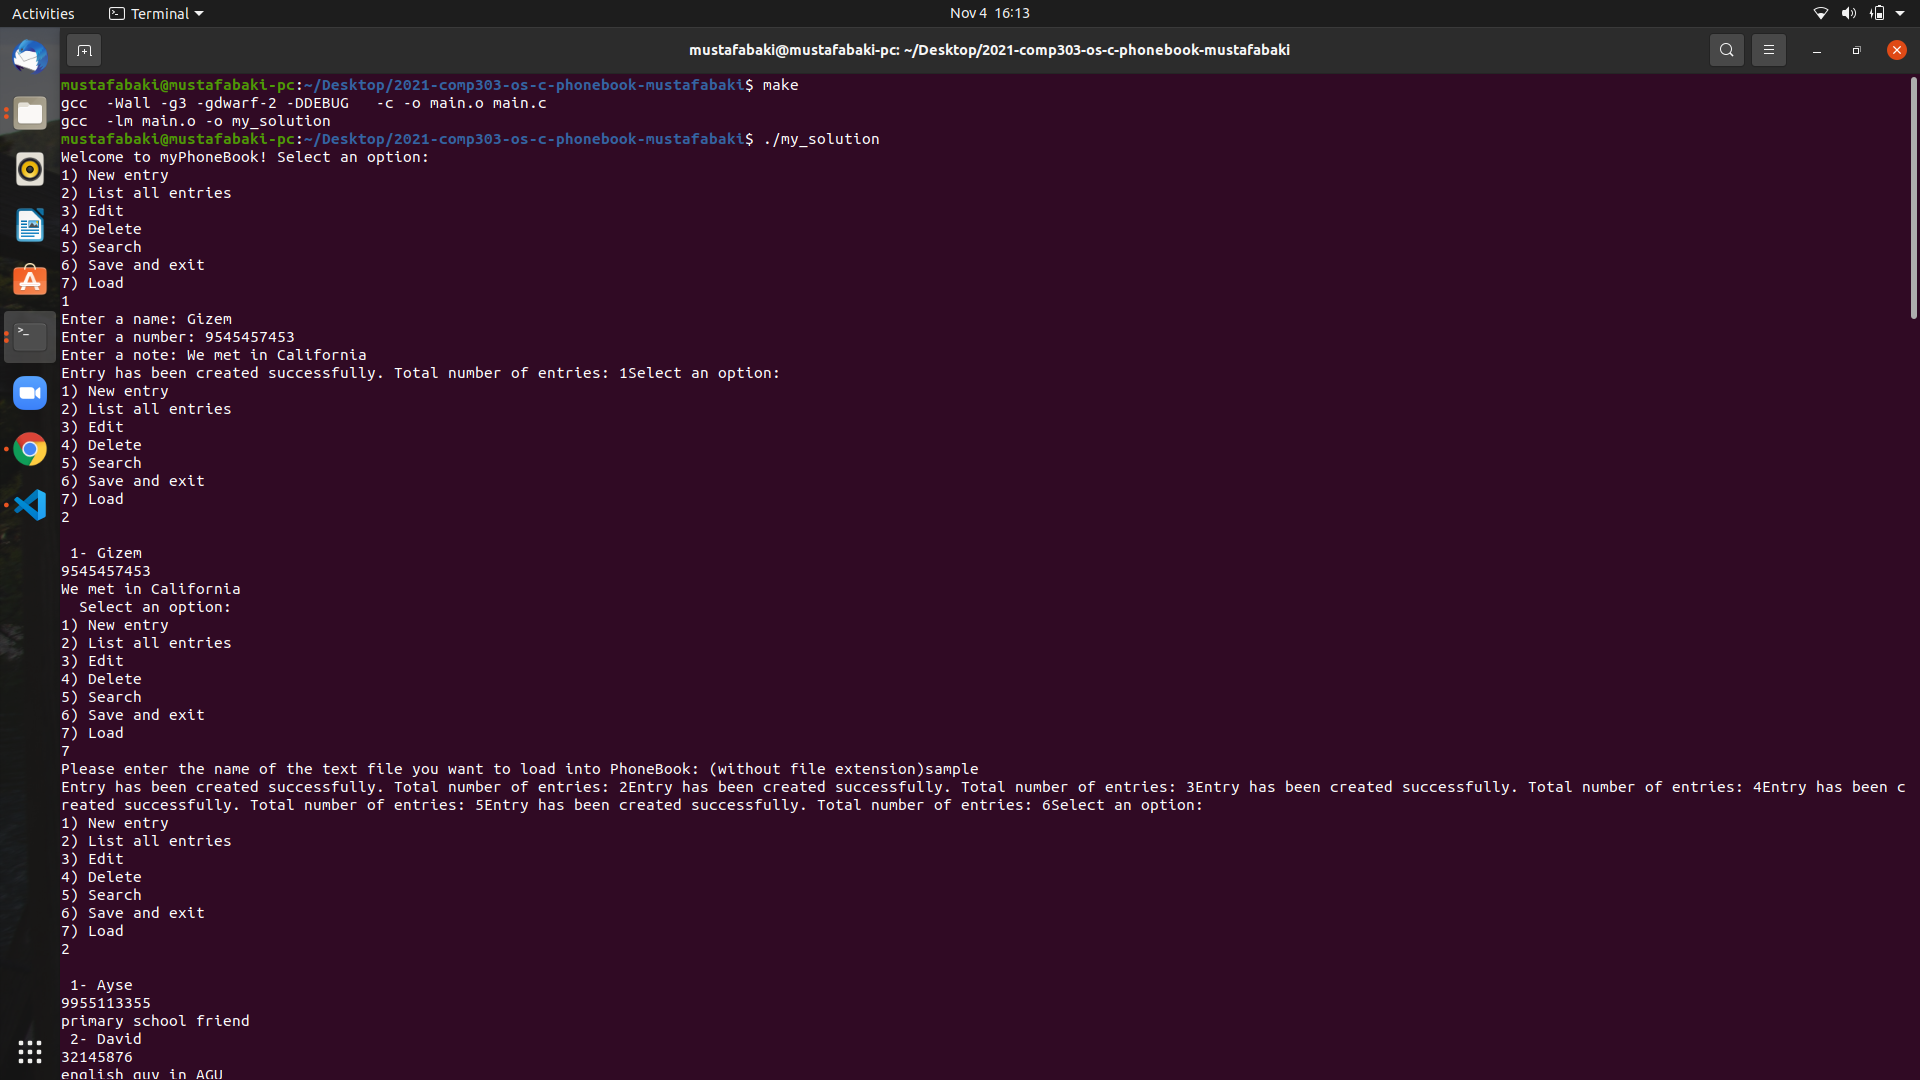 Activities
Terminal
Nov 4 16:13
mustafabaki@mustafabaki-pc: ~/Desktop/2021-comp303-os-c-phonebook-mustafabaki
mustafabaki@mustafabaki-pc:~/Desktop/2021-comp303-os-c-phonebook-mustafabaki$ make
gcc  -Wall -g3 -gdwarf-2 -DDEBUG   -c -o main.o main.c
gcc  -lm main.o -o my_solution
mustafabaki@mustafabaki-pc:~/Desktop/2021-comp303-os-c-phonebook-mustafabaki$ ./my_solution
Welcome to myPhoneBook! Select an option:
1) New entry
2) List all entries
3) Edit
4) Delete
5) Search
6) Save and exit
7) Load
1
Enter a name: Gizem
Enter a number: 9545457453
Enter a note: We met in California
Entry has been created successfully. Total number of entries: 1Select an option:
1) New entry
2) List all entries
3) Edit
4) Delete
5) Search
6) Save and exit
7) Load
2
1- Gizem
9545457453
We met in California
Select an option:
1) New entry
2) List all entries
3) Edit
4) Delete
5) Search
6) Save and exit
7) Load
7
Please enter the name of the text file you want to load into PhoneBook: (without file extension)sample
Entry has been created successfully. Total number of entries: 2Entry has been created successfully. Total number of entries: 3Entry has been created successfully. Total number of entries: 4Entry has been c
reated successfully. Total number of entries: 5Entry has been created successfully. Total number of entries: 6Select an option:
1) New entry
2) List all entries
3) Edit
4) Delete
5) Search
6) Save and exit
7) Load
2
1- Ayse
9955113355
primary school friend
2- David
32145876
english guy in AGU